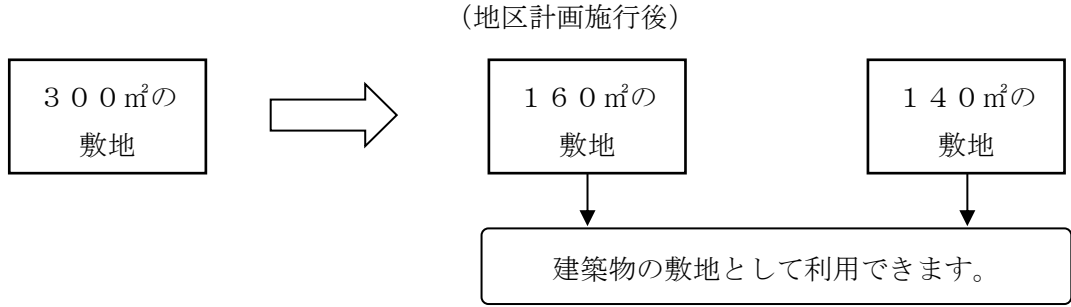 （地区計画施行後）
３００㎡の
敷地
１６０㎡の
敷地
１４０㎡の
敷地
建築物の敷地として利用できます。